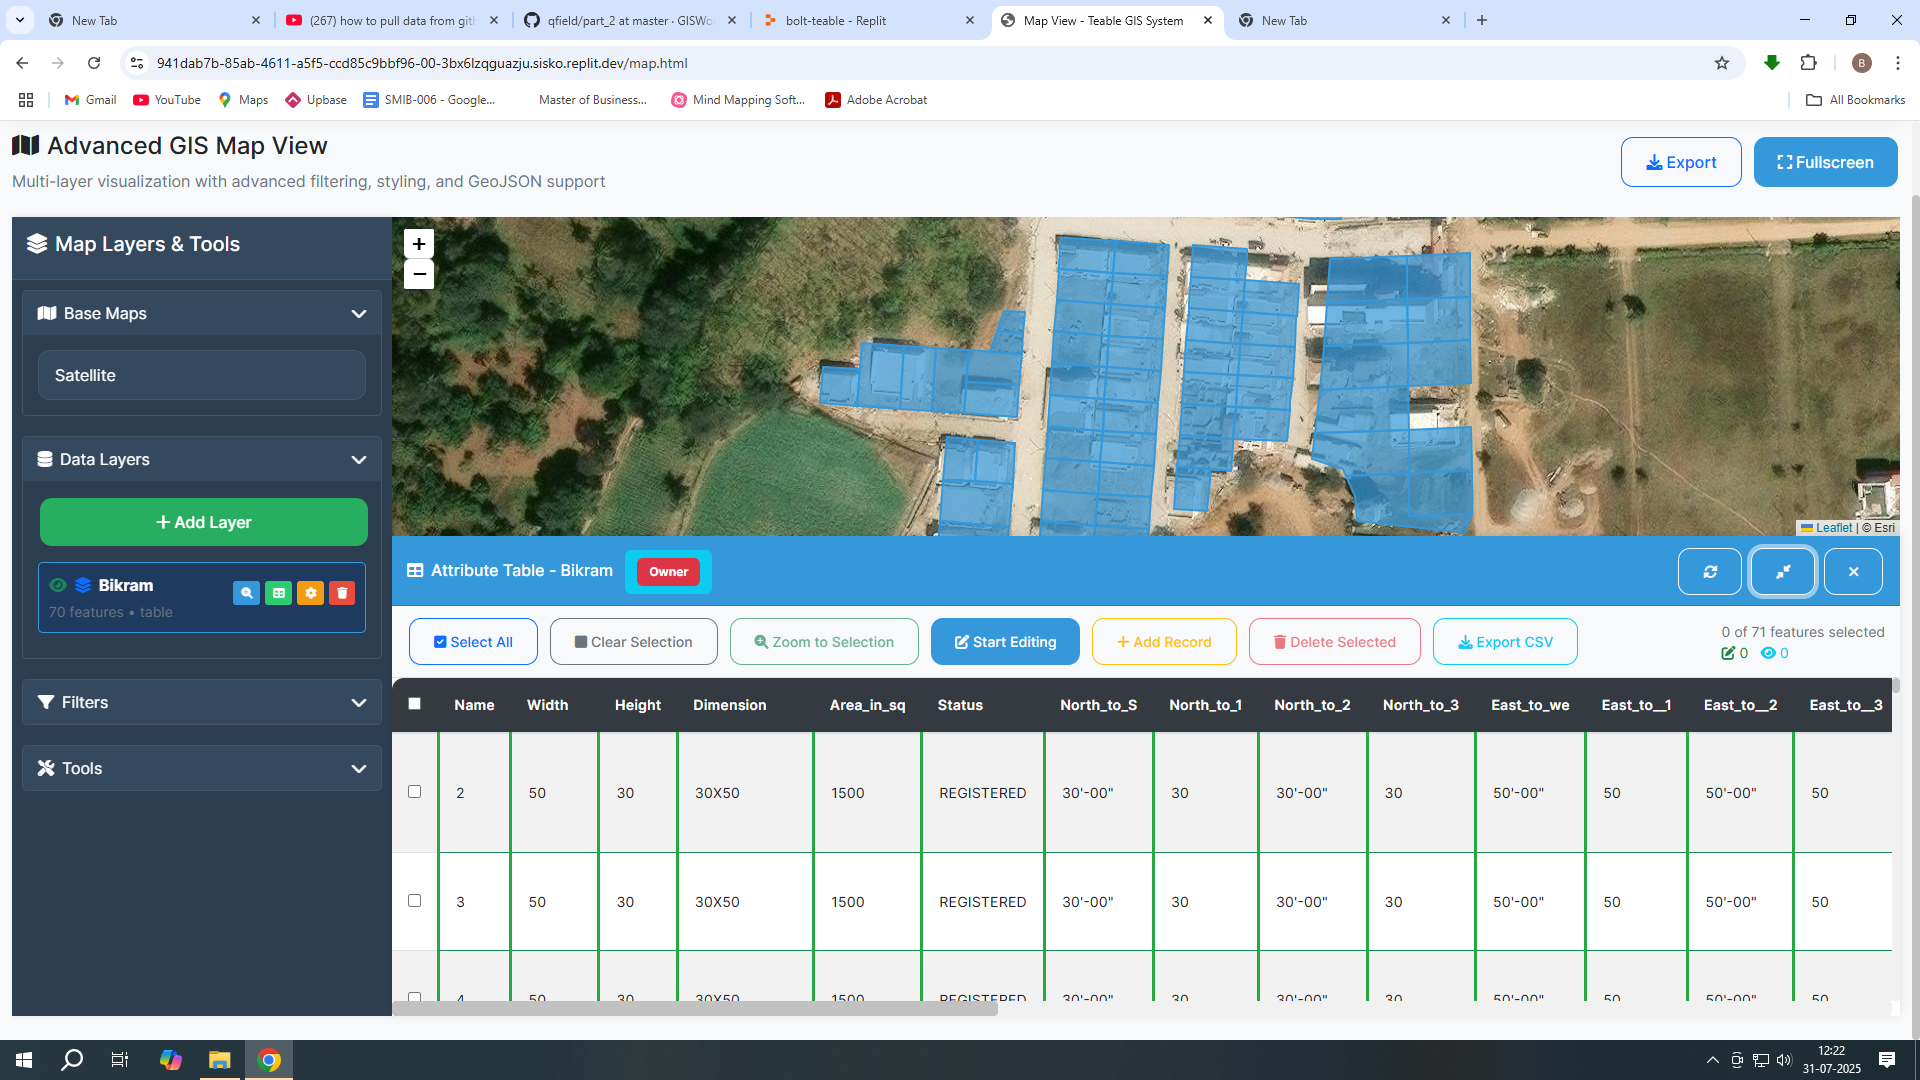 New Tab
(267) how to pull data from gith
qfield/part_2 at master · GISWo
bolt-teable - Replit
Map View - Teable GIS System
New Tab
941dab7b-85ab-4611-a5f5-ccd85c9bbf96-00-3bx6lzqguazju.sisko.replit.dev/map.html
B
Gmail
YouTube
Maps
Upbase
SMIB-006 - Google...
Master of Business...
Mind Mapping Soft...
Adobe Acrobat
All Bookmarks
Advanced GIS Map View
Multi-layer visualization with advanced filtering, styling, and GeoJSON support
Export
Fullscreen
Map Layers & Tools
Base Maps
Satellite
Data Layers
+ Add Layer
Bikram
70 features • table
Filters
Tools
+
−
Leaflet | © Esri
Attribute Table - Bikram
Owner
Select All
Clear Selection
Zoom to Selection
Start Editing
+ Add Record
Delete Selected
Export CSV
0 of 71 features selected
0 0
Name Width Height Dimension Area_in_sq Status North_to_S North_to_1 North_to_2 North_to_3 East_to_we East_to__1 East_to__2 East_to__3
2 50 30 30X50 1500 REGISTERED 30'-00" 30 30'-00" 30 50'-00" 50 50'-00" 50
3 50 30 30X50 1500 REGISTERED 30'-00" 30 30'-00" 30 50'-00" 50 50'-00" 50
4 50 30 30X50 1500 REGISTERED 30'-00" 30 30'-00" 30 50'-00" 50 50'-00" 50
12:22
31-07-2025